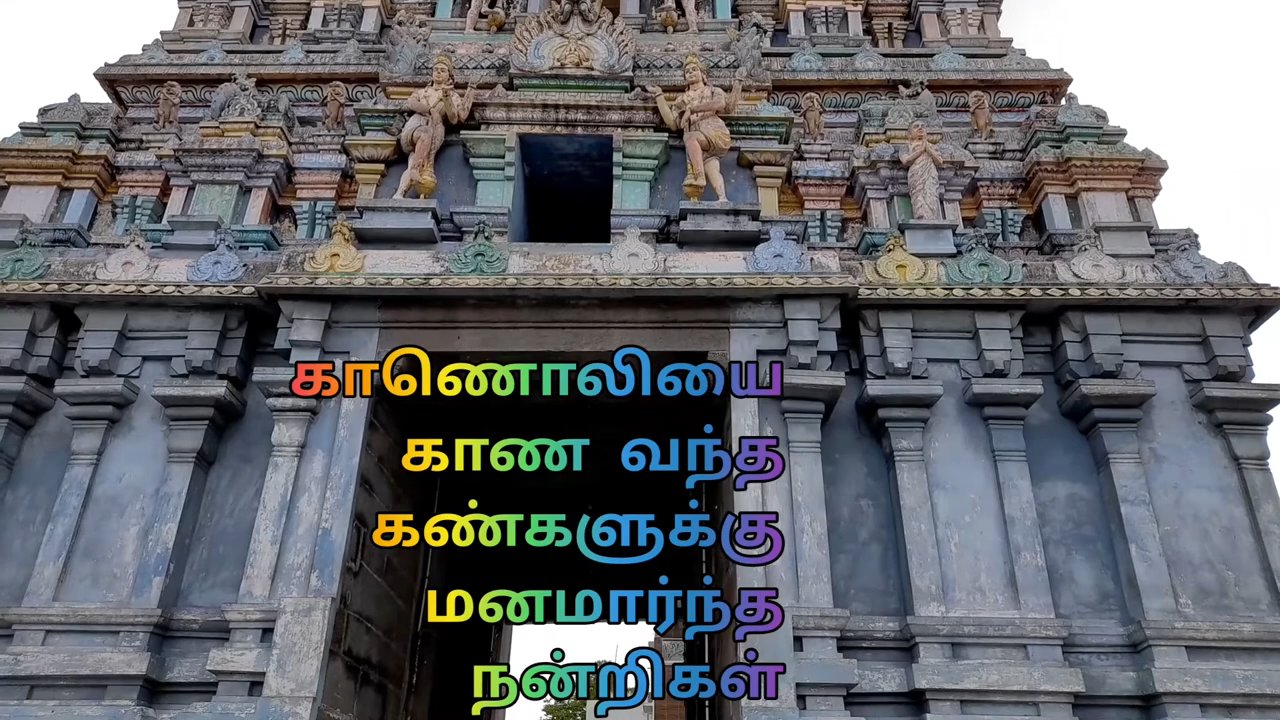 காணொலியை
காண வந்த
கண்களுக்கு
மனமார்ந்த
நன்றிகள்